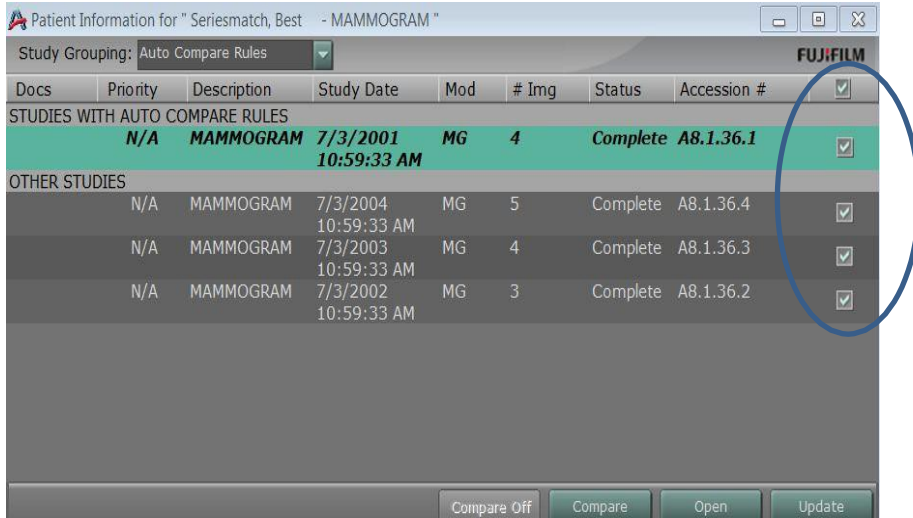 Patient Information for " Seriesmatch, Best - MAMMOGRAM "
Study Grouping: Auto Compare Rules
FUJIFILM
Docs Priority Description Study Date Mod # Img Status Accession #
STUDIES WITH AUTO COMPARE RULES
N/A MAMMOGRAM 7/3/2001 MG 4 Complete A8.1.36.1
10:59:33 AM
OTHER STUDIES
N/A MAMMOGRAM 7/3/2004 MG 5 Complete A8.1.36.4
10:59:33 AM
N/A MAMMOGRAM 7/3/2003 MG 4 Complete A8.1.36.3
10:59:33 AM
N/A MAMMOGRAM 7/3/2002 MG 3 Complete A8.1.36.2
10:59:33 AM
Compare Off Compare Open Update